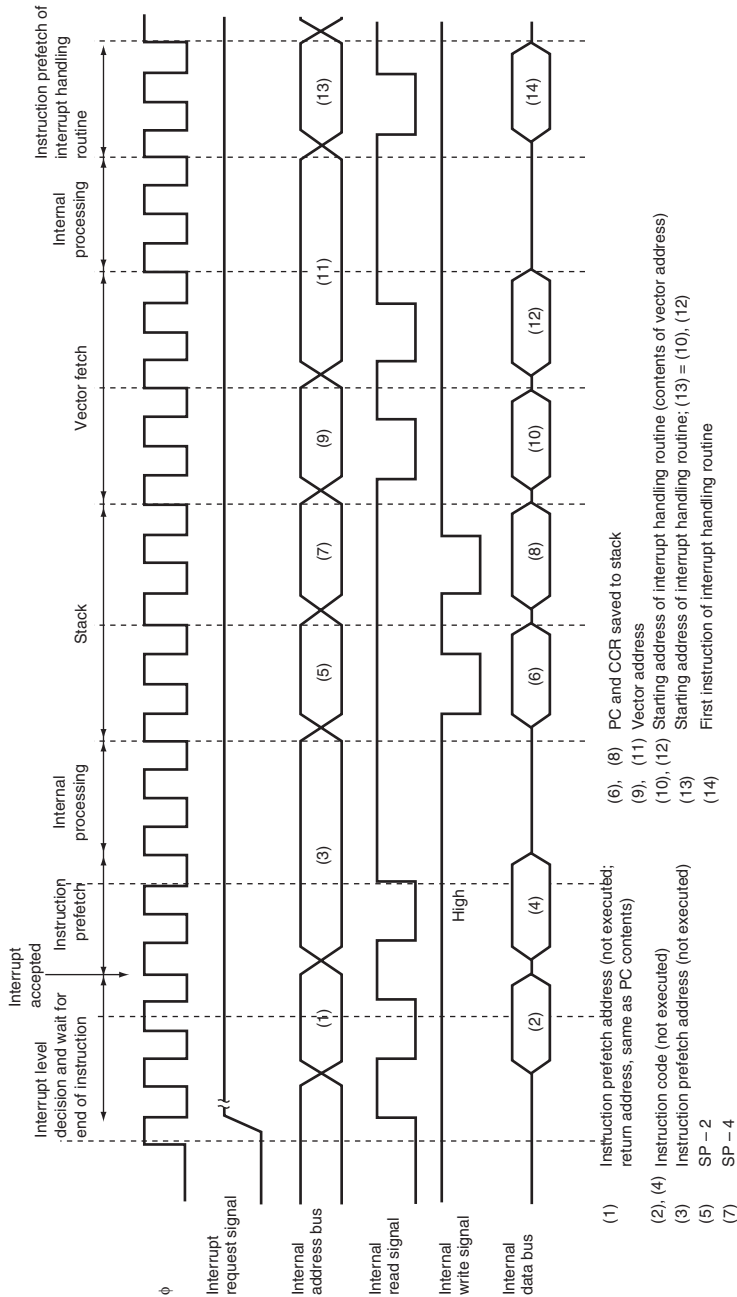 Interrupt level
decision and wait for
end of instruction
Interrupt
accepted
Instruction
prefetch
Internal
processing
Stack
Vector fetch
Internal
processing
Instruction prefetch of
interrupt handling
routine
φ
Interrupt
request signal
Internal
address bus
(1)
(3)
(5)
(7)
(9)
(11)
(13)
Internal
read signal
Internal
write signal
High
Internal
data bus
(2)
(4)
(6)
(8)
(10)
(12)
(14)
(1) Instruction prefetch address (not executed;
return address, same as PC contents)
(2), (4) Instruction code (not executed)
(3) Instruction prefetch address (not executed)
(5) SP – 2
(7) SP – 4
(6), (8) PC and CCR saved to stack
(9), (11) Vector address
(10), (12) Starting address of interrupt handling routine (contents of vector address)
(13) Starting address of interrupt handling routine; (13) = (10), (12)
(14) First instruction of interrupt handling routine